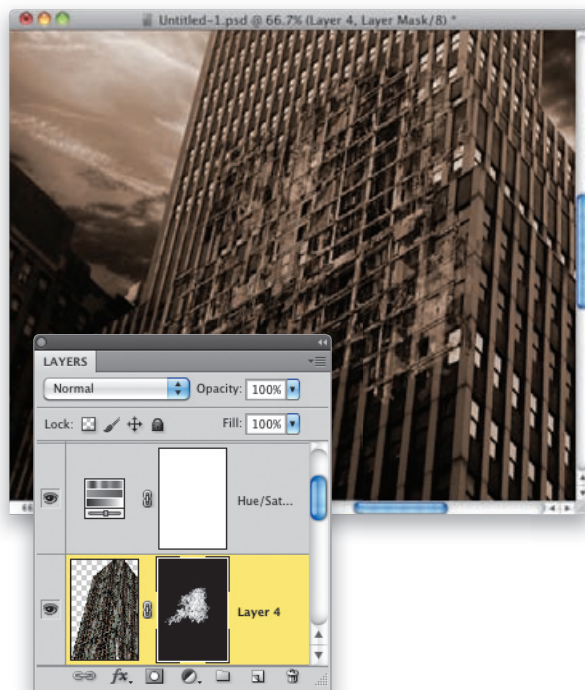 Untitled-1.psd @ 66.7% (Layer 4, Layer Mask/8) *
LAYERS
Normal Opacity: 100%
Lock: Fill: 100%
Hue/Sat...
Layer 4
fx.